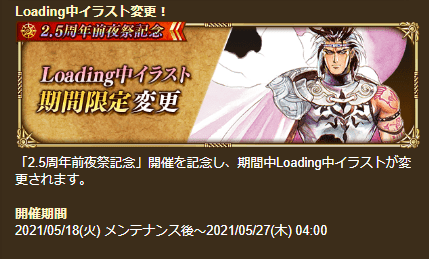 Loading中イラスト変更！
2.5周年前夜祭記念
Loading中イラスト
期間限定変更
「2.5周年前夜祭記念」開催を記念し、期間中Loading中イラストが変
更されます。
開催期間
2021/05/18(火) メンテナンス後～2021/05/27(木) 04:00